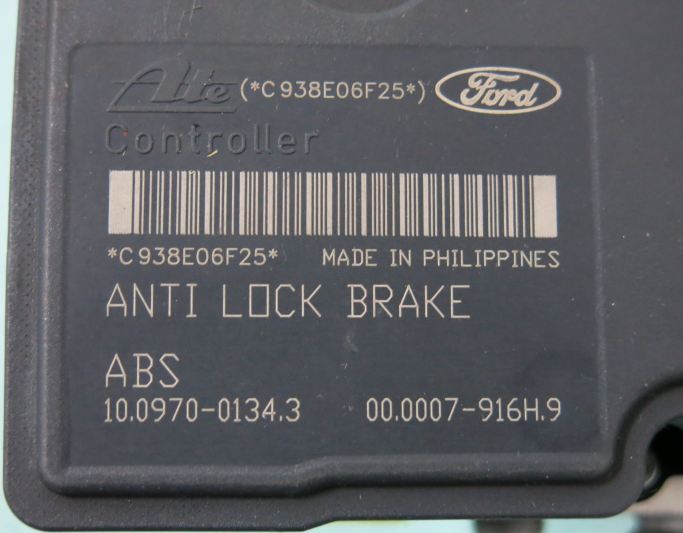 Ate (*C938E06F25*) Ford
Controller
*C938E06F25* MADE IN PHILIPPINES
ANTI LOCK BRAKE
ABS
10.0970-0134.3 00.0007-916H.9